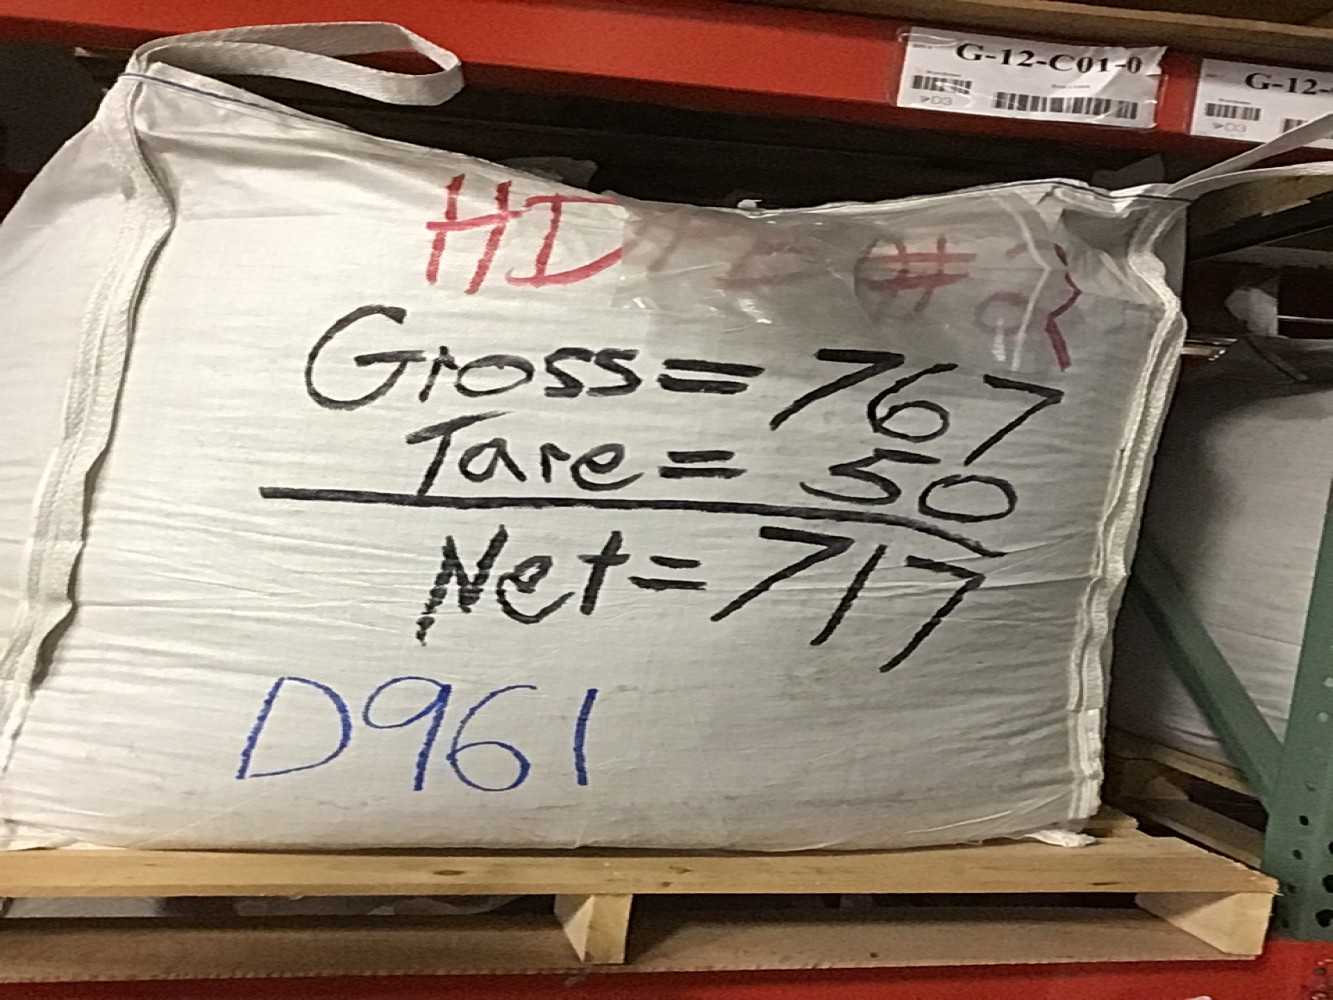 G-12-C01-0
G-12-
HD
Gross = 767
Tare = 50
Net = 717
D961